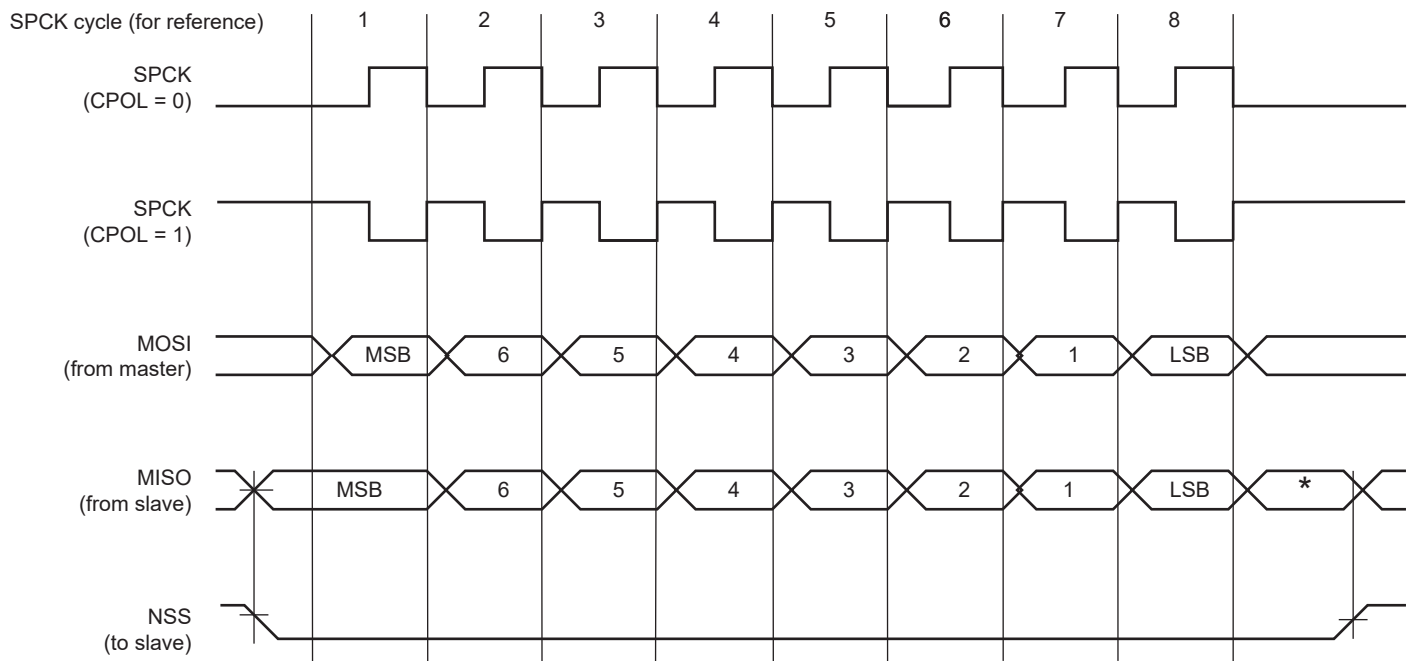 SPCK cycle (for reference) 1 2 3 4 5 6 7 8
SPCK
(CPOL = 0)
SPCK
(CPOL = 1)
MOSI
(from master)
MSB 6 5 4 3 2 1 LSB
MISO
(from slave)
MSB 6 5 4 3 2 1 LSB *
NSS
(to slave)